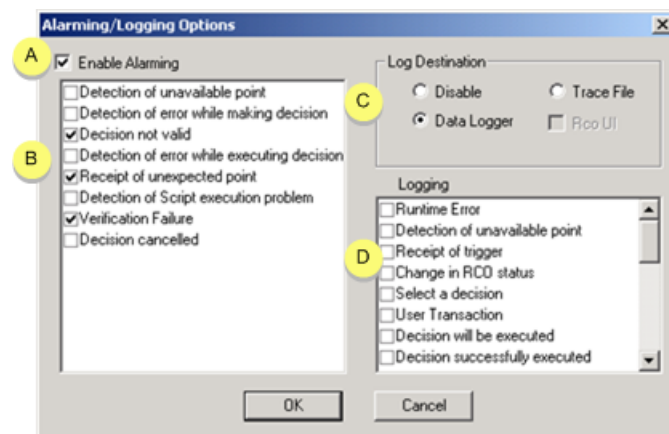 Alarming/Logging Options
A
Enable Alarming
B
Detection of unavailable point
Detection of error while making decision
Decision not valid
Detection of error while executing decision
Receipt of unexpected point
Detection of Script execution problem
Verification Failure
Decision cancelled
Log Destination
C
Disable
Trace File
Data Logger
Rco UI
Logging
D
Runtime Error
Detection of unavailable point
Receipt of trigger
Change in RCO status
Select a decision
User Transaction
Decision will be executed
Decision successfully executed
OK
Cancel